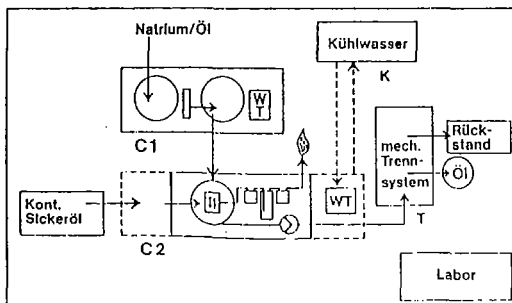 Natrium/Öl
Kühlwasser
K
W
T
C1
mech.
Trenn-
system
Rück-
stand
Öl
T
Kont.
Sickeröl
WT
C2
Labor